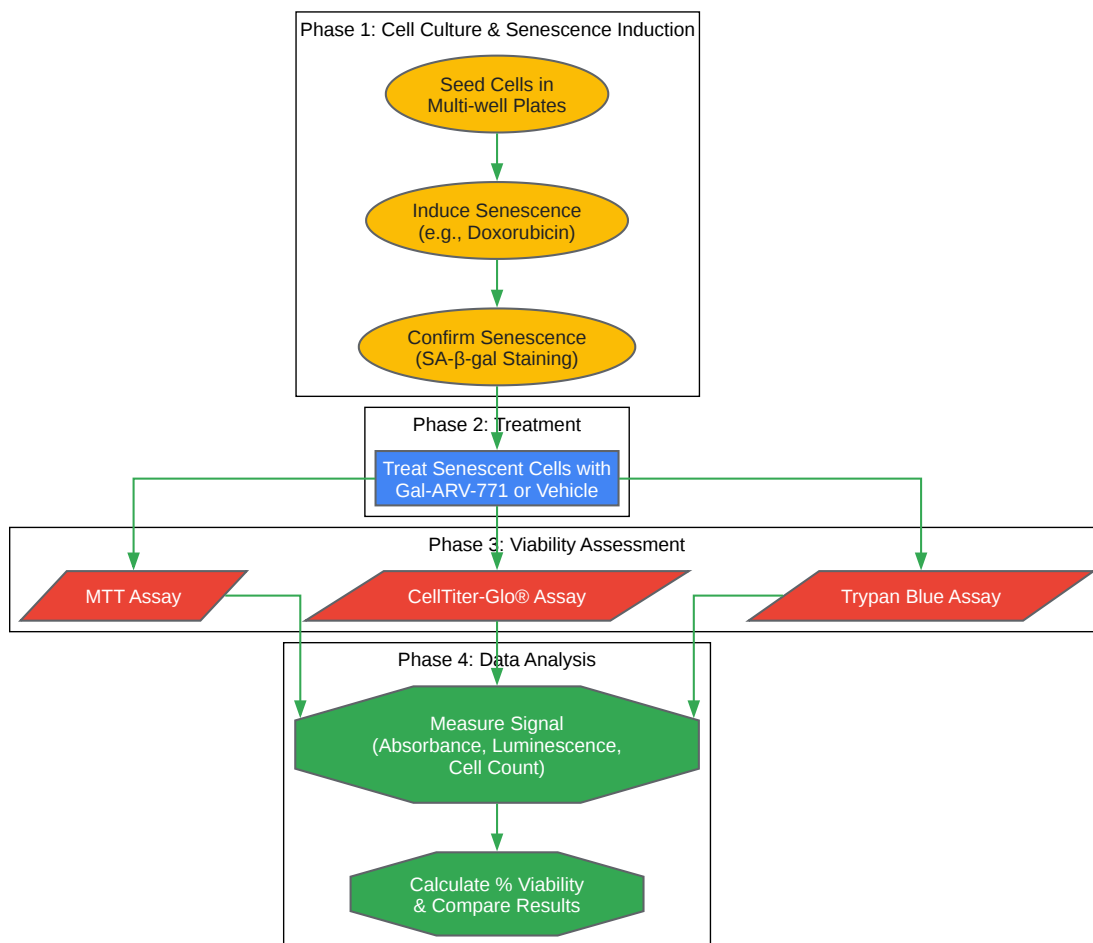 Phase 1: Cell Culture & Senescence Induction
Seed Cells in
Multi-well Plates
Induce Senescence
(e.g., Doxorubicin)
Confirm Senescence
(SA-β-gal Staining)
Phase 2: Treatment
Treat Senescent Cells with
Gal-ARV-771 or Vehicle
Phase 3: Viability Assessment
MTT Assay
CellTiter-Glo® Assay
Trypan Blue Assay
Phase 4: Data Analysis
Measure Signal
(Absorbance, Luminescence,
Cell Count)
Calculate % Viability
& Compare Results